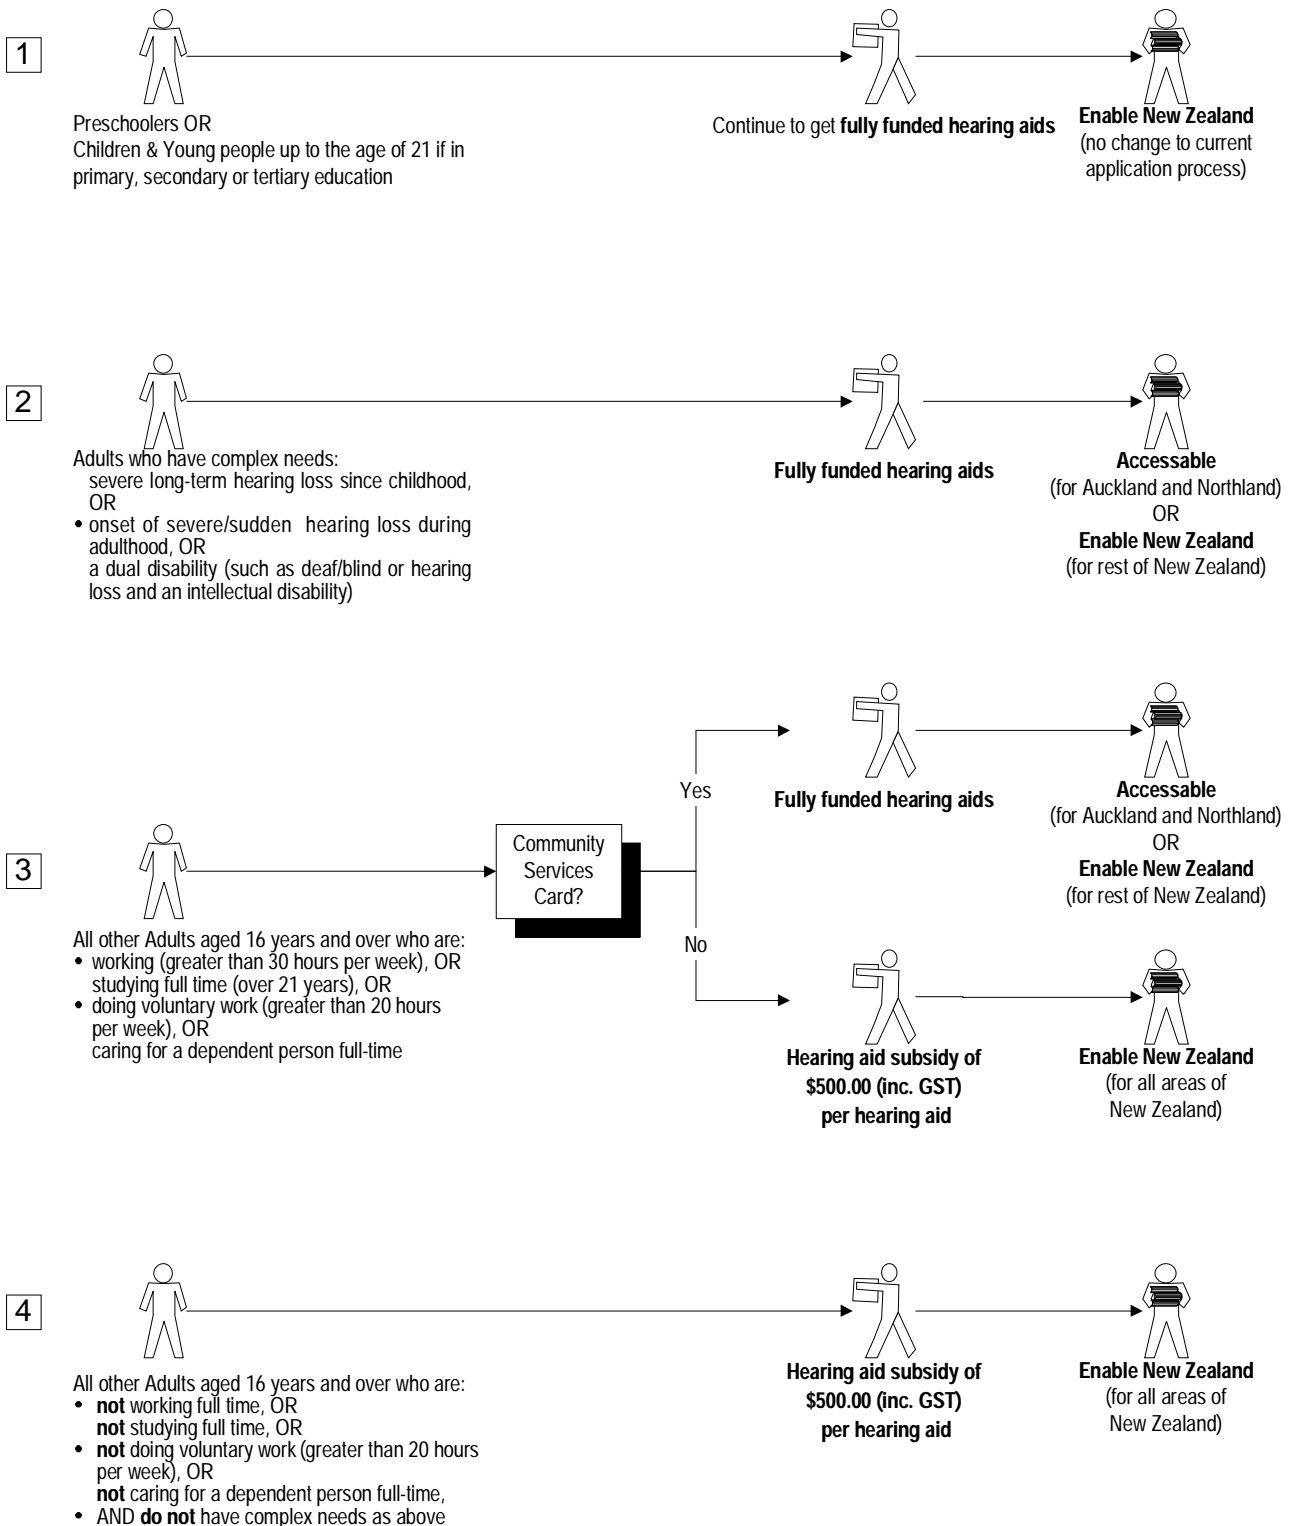 1
Preschoolers OR
Children & Young people up to the age of 21 if in
primary, secondary or tertiary education
Continue to get fully funded hearing aids
Enable New Zealand
(no change to current
application process)
2
Adults who have complex needs:
severe long-term hearing loss since childhood,
OR
• onset of severe/sudden hearing loss during
adulthood, OR
a dual disability (such as deaf/blind or hearing
loss and an intellectual disability)
Fully funded hearing aids
Accessable
(for Auckland and Northland)
OR
Enable New Zealand
(for rest of New Zealand)
3
All other Adults aged 16 years and over who are:
• working (greater than 30 hours per week), OR
studying full time (over 21 years), OR
• doing voluntary work (greater than 20 hours
per week), OR
caring for a dependent person full-time
Community
Services
Card?
Yes
Fully funded hearing aids
Accessable
(for Auckland and Northland)
OR
Enable New Zealand
(for rest of New Zealand)
No
Hearing aid subsidy of
$500.00 (inc. GST)
per hearing aid
Enable New Zealand
(for all areas of
New Zealand)
4
All other Adults aged 16 years and over who are:
• not working full time, OR
not studying full time, OR
• not doing voluntary work (greater than 20 hours
per week), OR
not caring for a dependent person full-time,
• AND do not have complex needs as above
Hearing aid subsidy of
$500.00 (inc. GST)
per hearing aid
Enable New Zealand
(for all areas of
New Zealand)